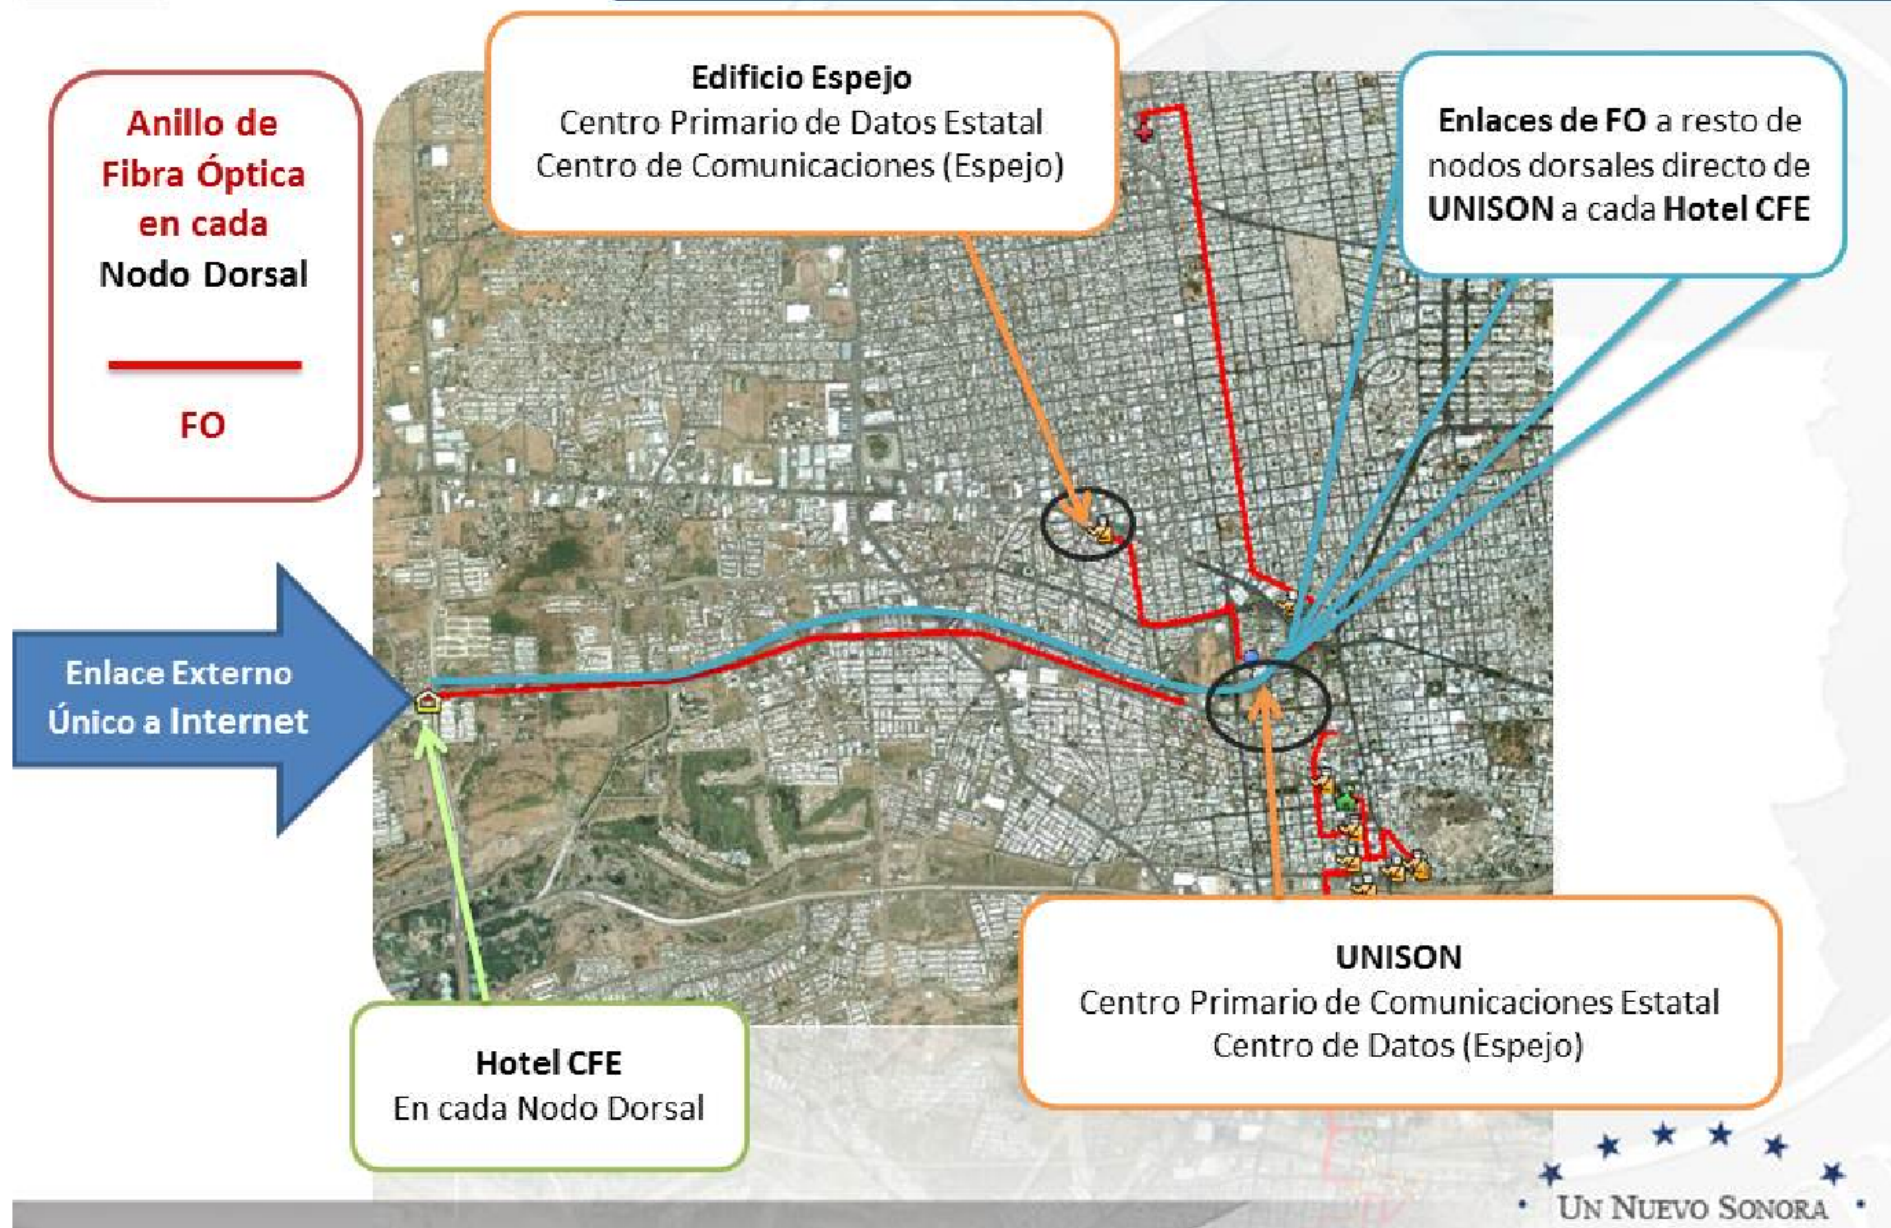 Edificio Espejo
Centro Primario de Datos Estatal
Centro de Comunicaciones (Espejo)
Anillo de
Fibra Óptica
en cada
Nodo Dorsal
FO
Enlaces de FO a resto de
nodos dorsales directo de
UNISON a cada Hotel CFE
Enlace Externo
Único a Internet
UNISON
Centro Primario de Comunicaciones Estatal
Centro de Datos (Espejo)
Hotel CFE
En cada Nodo Dorsal
UN NUEVO SONORA